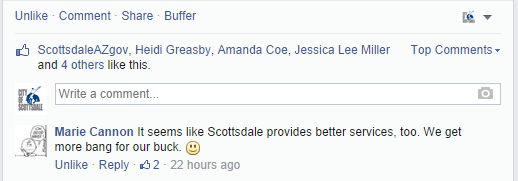 Unlike · Comment · Share · Buffer
ScottsdaleAZgov, Heidi Greasby, Amanda Coe, Jessica Lee Miller Top Comments
and 4 others like this.
CITY OF SCOTTSDALE
Write a comment...
Marie Cannon It seems like Scottsdale provides better services, too. We get
more bang for our buck.
Unlike · Reply · 2 · 22 hours ago